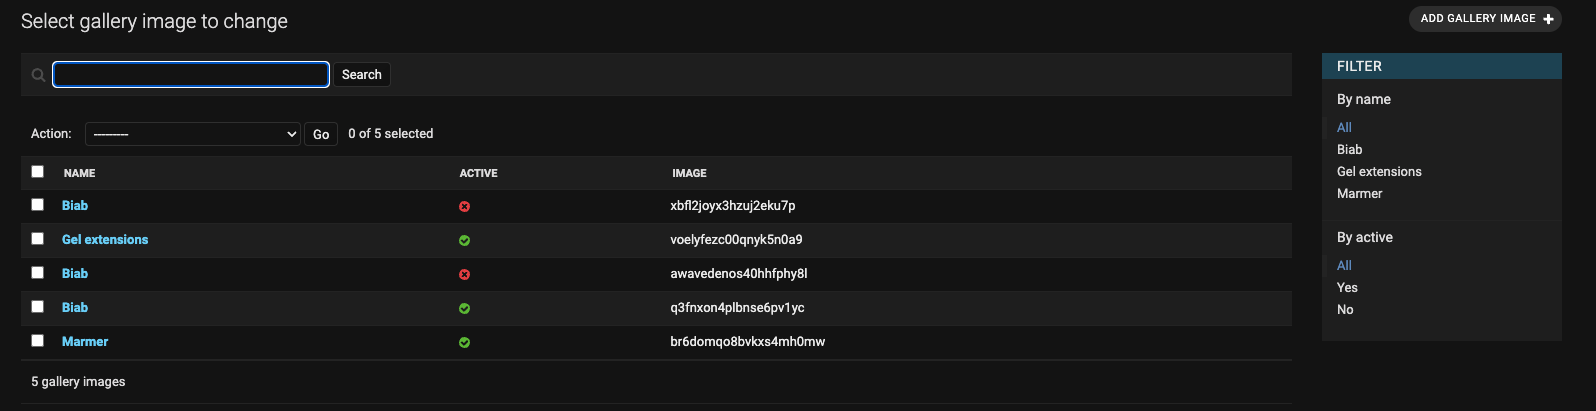 Select gallery image to change
ADD GALLERY IMAGE +
Search
Action: --------- Go 0 of 5 selected
NAME ACTIVE IMAGE
Biab xbfl2joyx3hzuj2eku7p
Gel extensions voelyfezc00qnyk5n0a9
Biab awavedenos40hhfphy8l
Biab q3fnxon4plbnse6pv1yc
Marmer br6domqo8bvkxs4mh0mw
5 gallery images
FILTER
By name
All
Biab
Gel extensions
Marmer
By active
All
Yes
No